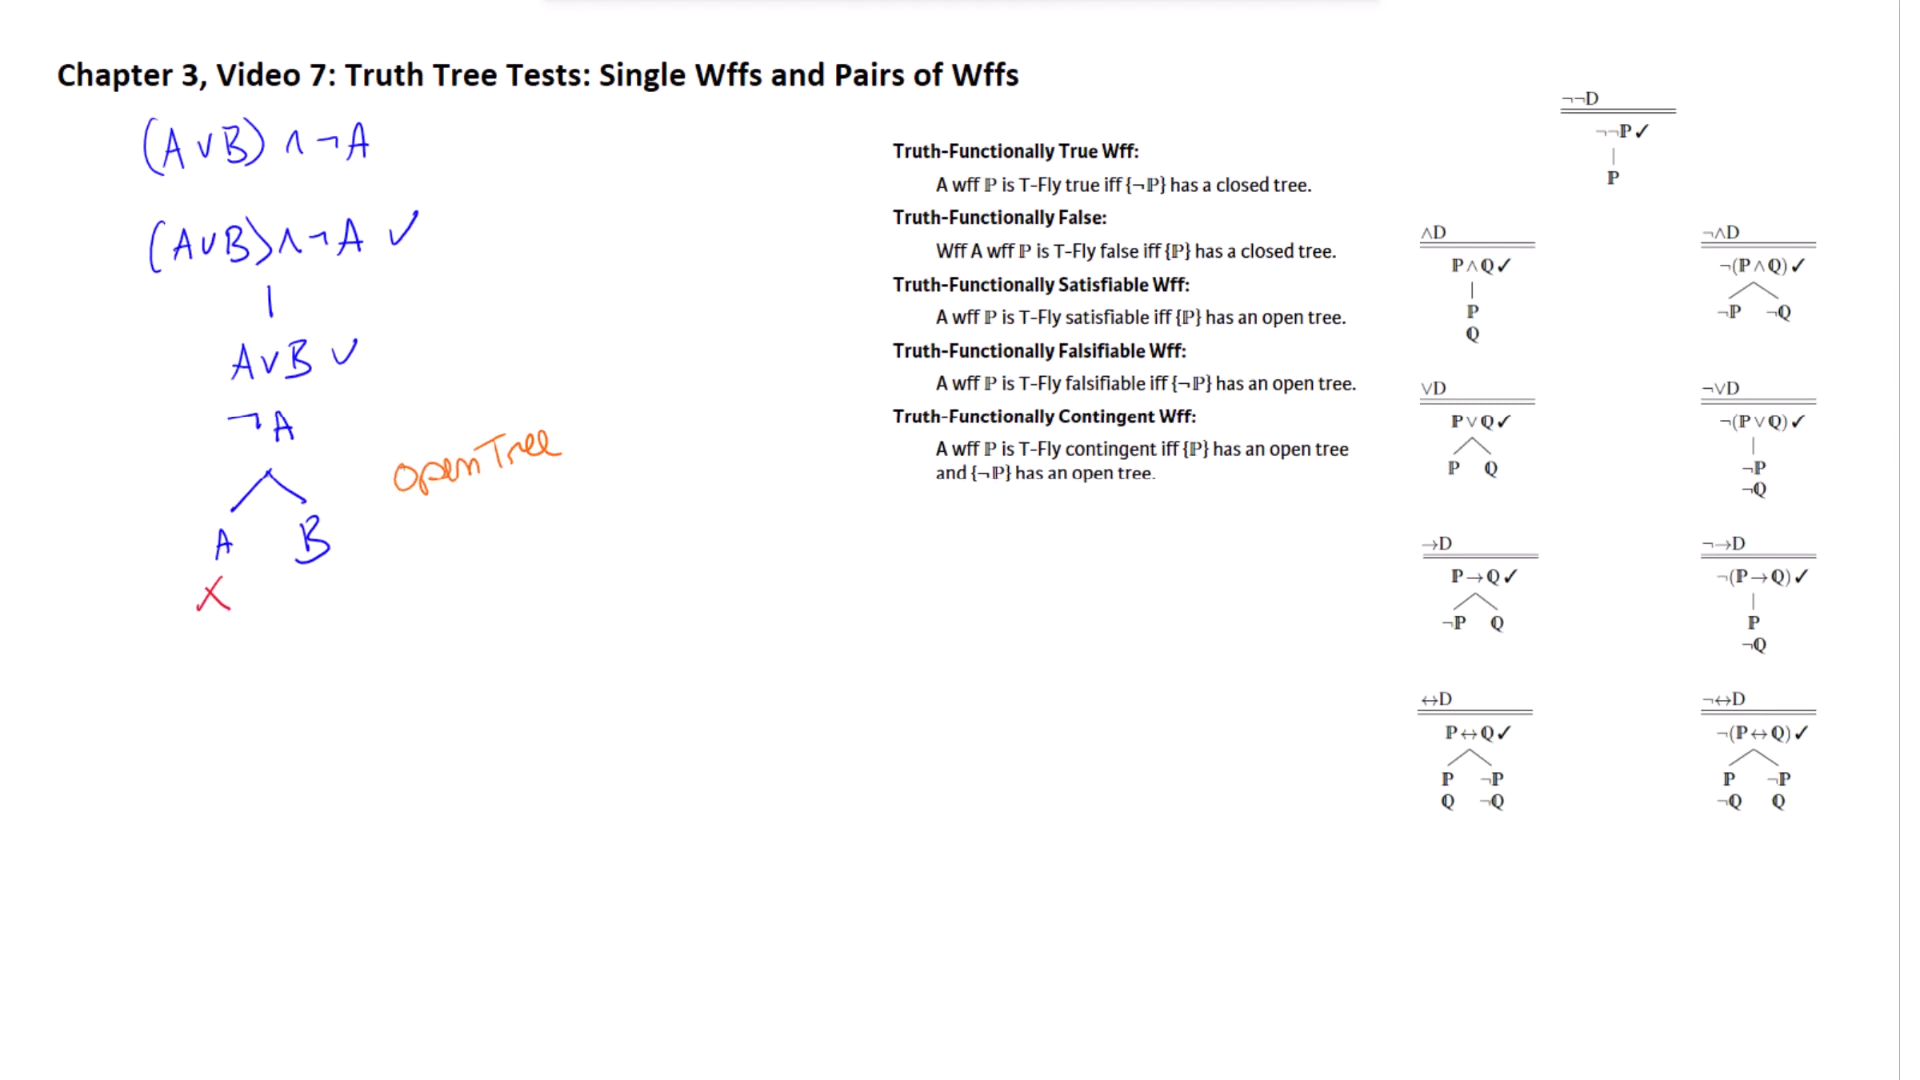 Chapter 3, Video 7: Truth Tree Tests: Single Wffs and Pairs of Wffs
(A∨B) ∧ ¬A
(A∨B) ∧ ¬A ✓
A∨B ✓
¬A
A B
X
Open Tree
Truth-Functionally True Wff:
A wff ℙ is T-Fly true iff {¬ℙ} has a closed tree.
Truth-Functionally False:
Wff A wff ℙ is T-Fly false iff {ℙ} has a closed tree.
Truth-Functionally Satisfiable Wff:
A wff ℙ is T-Fly satisfiable iff {ℙ} has an open tree.
Truth-Functionally Falsifiable Wff:
A wff ℙ is T-Fly falsifiable iff {¬ℙ} has an open tree.
Truth-Functionally Contingent Wff:
A wff ℙ is T-Fly contingent iff {ℙ} has an open tree
and {¬ℙ} has an open tree.
¬¬D
¬¬ℙ✓
ℙ
∧D
ℙ∧ℚ✓
ℙ
ℚ
¬∧D
¬(ℙ∧ℚ)✓
¬ℙ ¬ℚ
∨D
ℙ∨ℚ✓
ℙ ℚ
¬∨D
¬(ℙ∨ℚ)✓
¬ℙ
¬ℚ
→D
ℙ→ℚ✓
¬ℙ ℚ
¬→D
¬(ℙ→ℚ)✓
ℙ
¬ℚ
↔D
ℙ↔ℚ✓
ℙ ¬ℙ
ℚ ¬ℚ
¬↔D
¬(ℙ↔ℚ)✓
ℙ ¬ℙ
¬ℚ ℚ